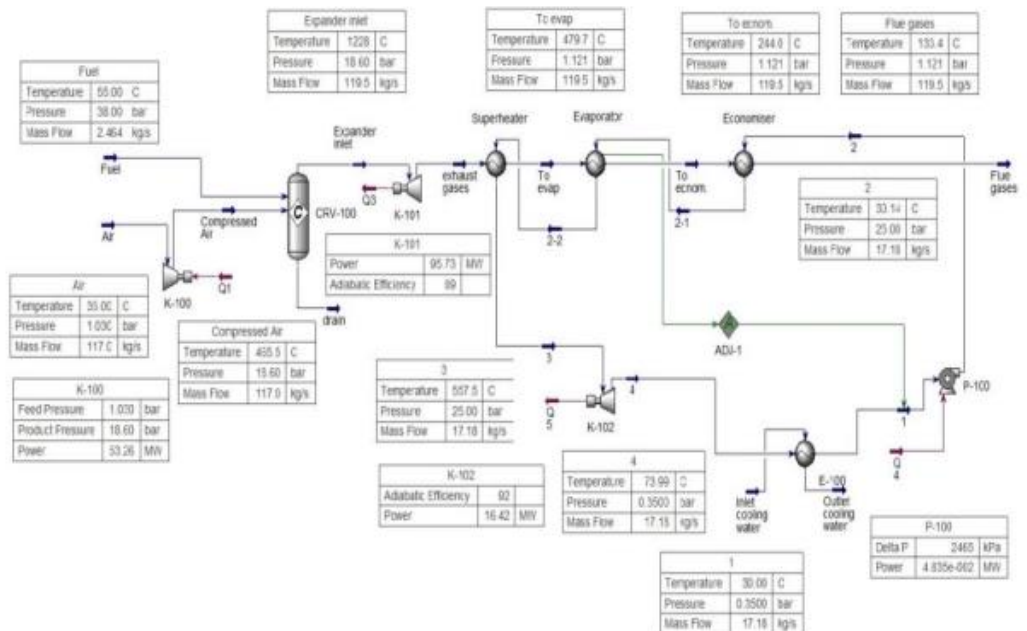 Expander inlet
Temperature 1228 C
Pressure 18.60 bar
Mass Flow 119.5 kg/s
To evap
Temperature 479.7 C
Pressure 1.121 bar
Mass Flow 119.5 kg/s
To ecnom.
Temperature 244.0 C
Pressure 1.121 bar
Mass Flow 119.5 kg/s
Flue gases
Temperature 133.4 C
Pressure 1.121 bar
Mass Flow 119.5 kg/s
Fuel
Temperature 55.00 C
Pressure 38.00 bar
Mass Flow 2.464 kg/s
Superheater
Evaporator
Economiser
Expander
inlet
2
Fuel
Q3
K-101
exhaust
gases
To
evap
To
ecnom.
Flue
gases
Compressed
Air
CRV-100
2-2
2-1
2
Temperature 33.14 C
Pressure 25.00 bar
Mass Flow 17.18 kg/s
Air
K-100
Q1
drain
K-101
Power 95.73 MW
Adiabatic Efficiency 89
Air
Temperature C
Pressure 1.030 bar
Mass Flow kg/s
Compressed Air
Temperature C
Pressure bar
Mass Flow 117.0 kg/s
ADJ-1
K-100
Feed Pressure 1.030 bar
Product Pressure 18.60 bar
Power 53.26 MW
3
Temperature 557.5 C
Pressure 25.00 bar
Mass Flow 17.18 kg/s
3
4
Q
5
K-102
1
P-100
Q
4
K-102
Adiabatic Efficiency 92
Power 16.42 MW
4
Temperature 73.99 C
Pressure 0.3500 bar
Mass Flow 17.18 kg/s
E-100
Inlet
cooling
water
Outlet
cooling
water
P-100
Delta P 2465 kPa
Power 4.835e-002 MW
1
Temperature 30.00 C
Pressure 0.3500 bar
Mass Flow 17.18 kg/s